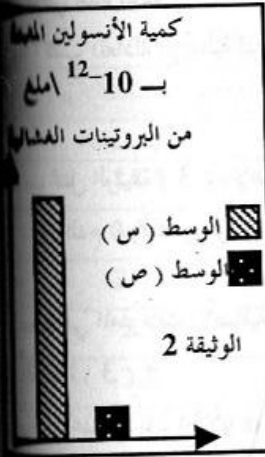 كمية الأنسولين
بـ 10⁻¹² \ملغ
من البروتينات
الوسط ( س )
الوسط ( ص )
الوثيقة 2